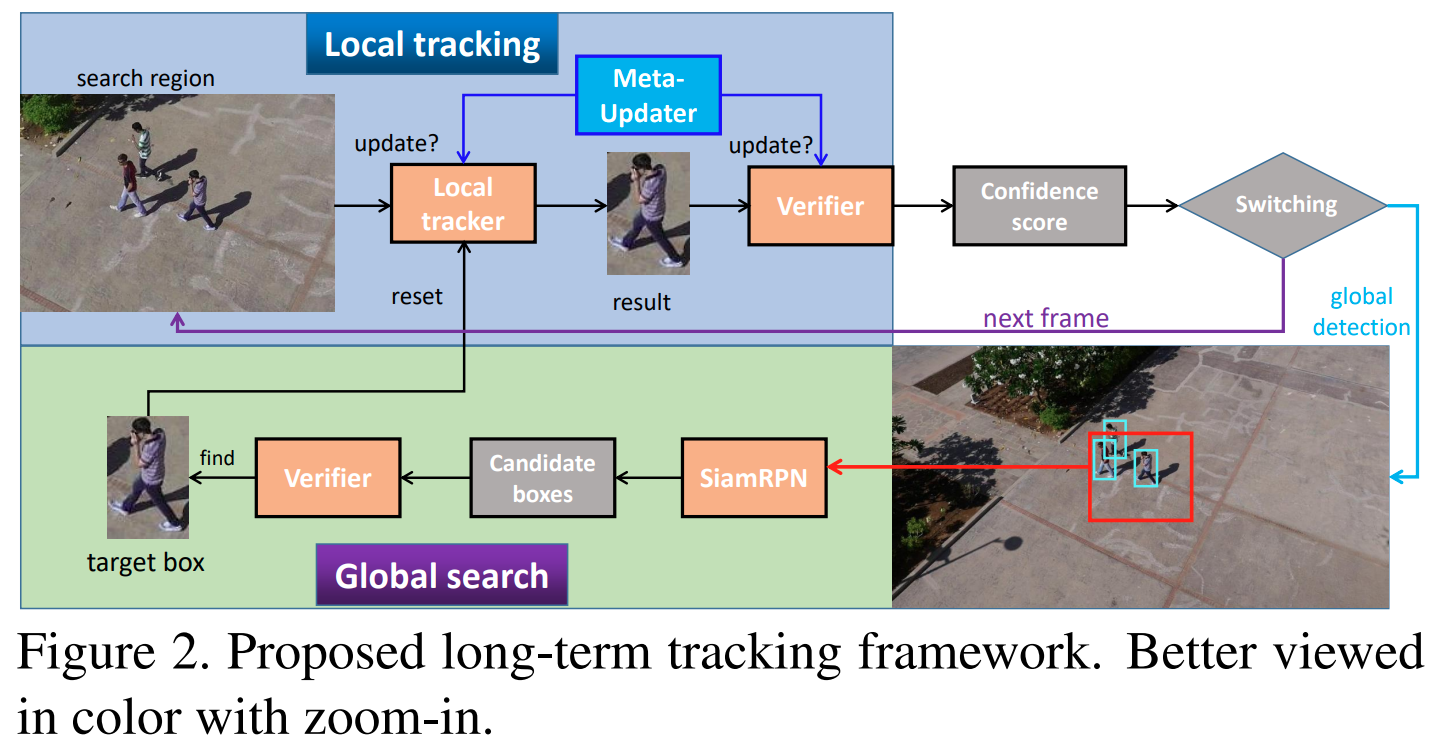 Local tracking
search region
Meta-
Updater
update?
update?
Local
tracker
Verifier
Confidence
score
Switching
reset
result
next frame
global
detection
find
Verifier
Candidate
boxes
SiamRPN
target box
Global search
Figure 2. Proposed long-term tracking framework. Better viewed
in color with zoom-in.